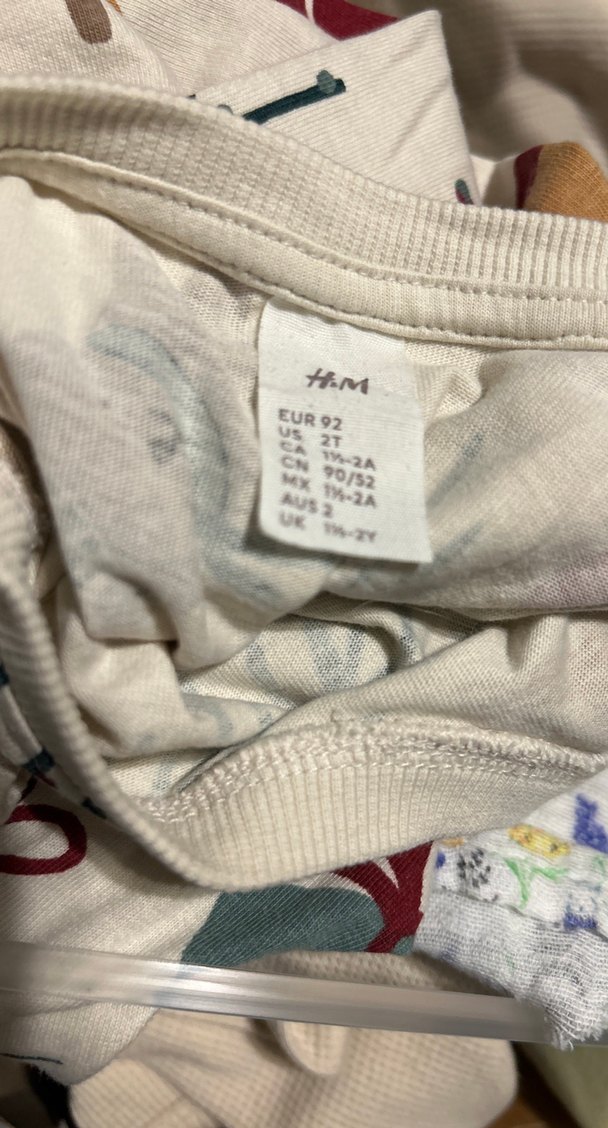 H&M
EUR 92
US 2T
CA 1½-2A
CN 90/52
MX 1½-2A
AUS 2
UK 1½-2Y